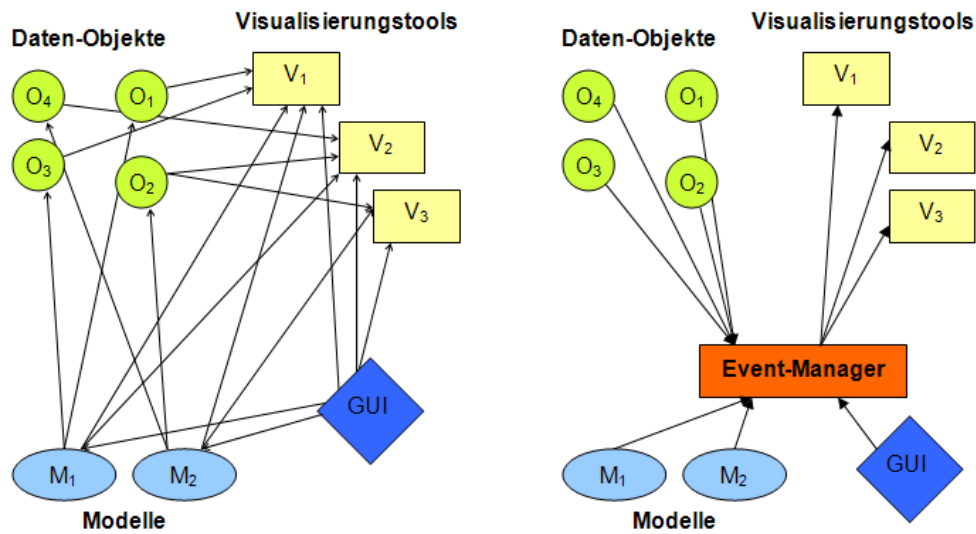 Visualisierungstools
Daten-Objekte
V₁
O₄
O₁
V₂
O₃
O₂
V₃
GUI
M₁
M₂
Modelle
Visualisierungstools
Daten-Objekte
V₁
O₄
O₁
V₂
O₃
O₂
V₃
Event-Manager
GUI
M₁
M₂
Modelle